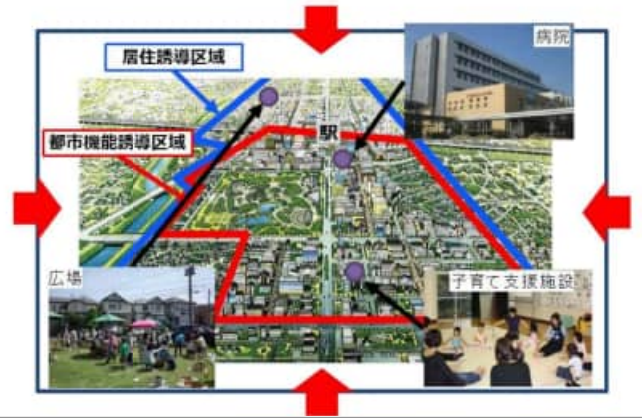 居住誘導区域
病院
駅
都市機能誘導区域
広場
子育て支援施設